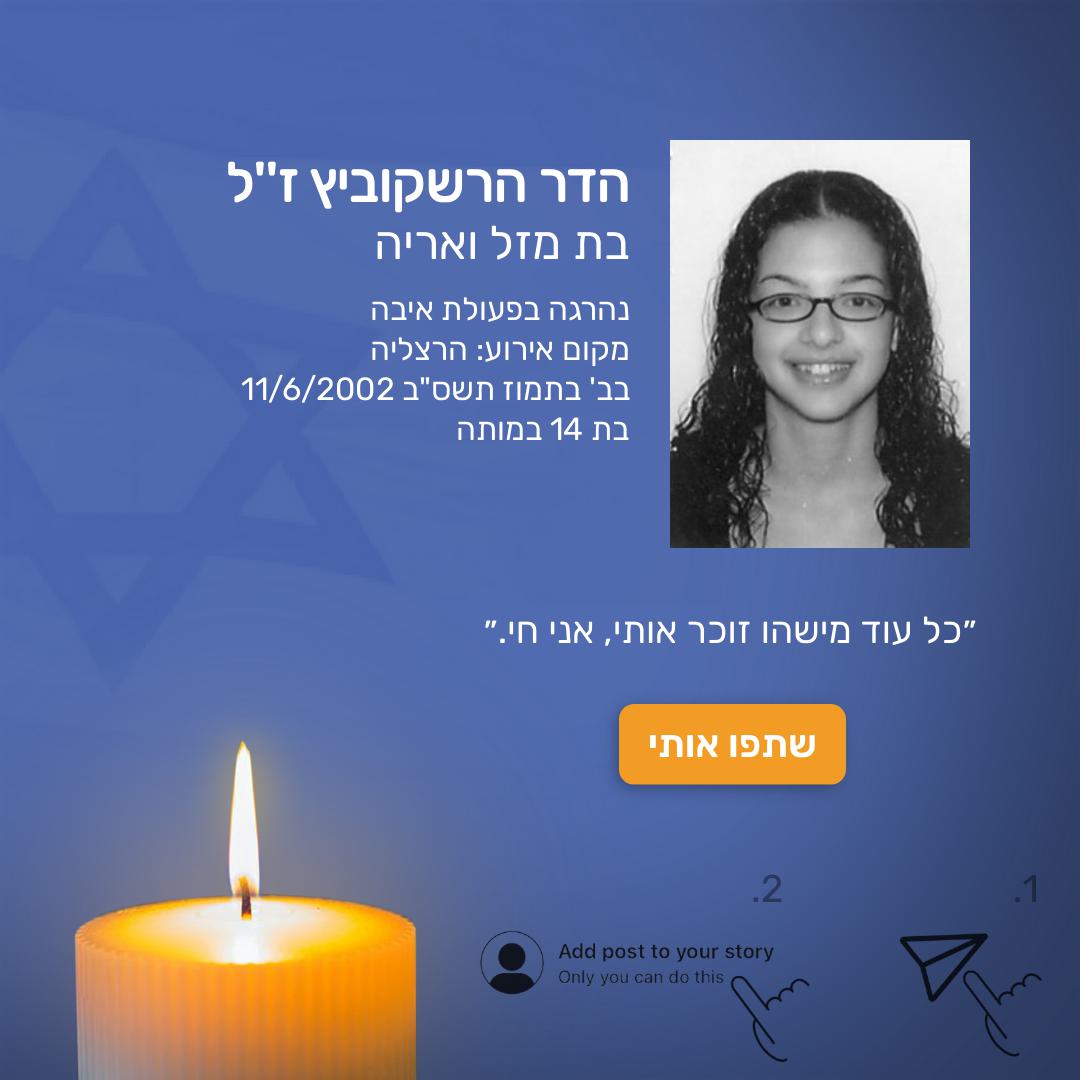 הדר הרשקוביץ ז"ל
בת מזל ואריה
נהרגה בפעולת איבה
מקום אירוע: הרצליה
בב' בתמוז תשס"ב 11/6/2002
בת 14 במותה
״כל עוד מישהו זוכר אותי, אני חי.״
שתפו אותי
.1
.2
Add post to your story
Only you can do this